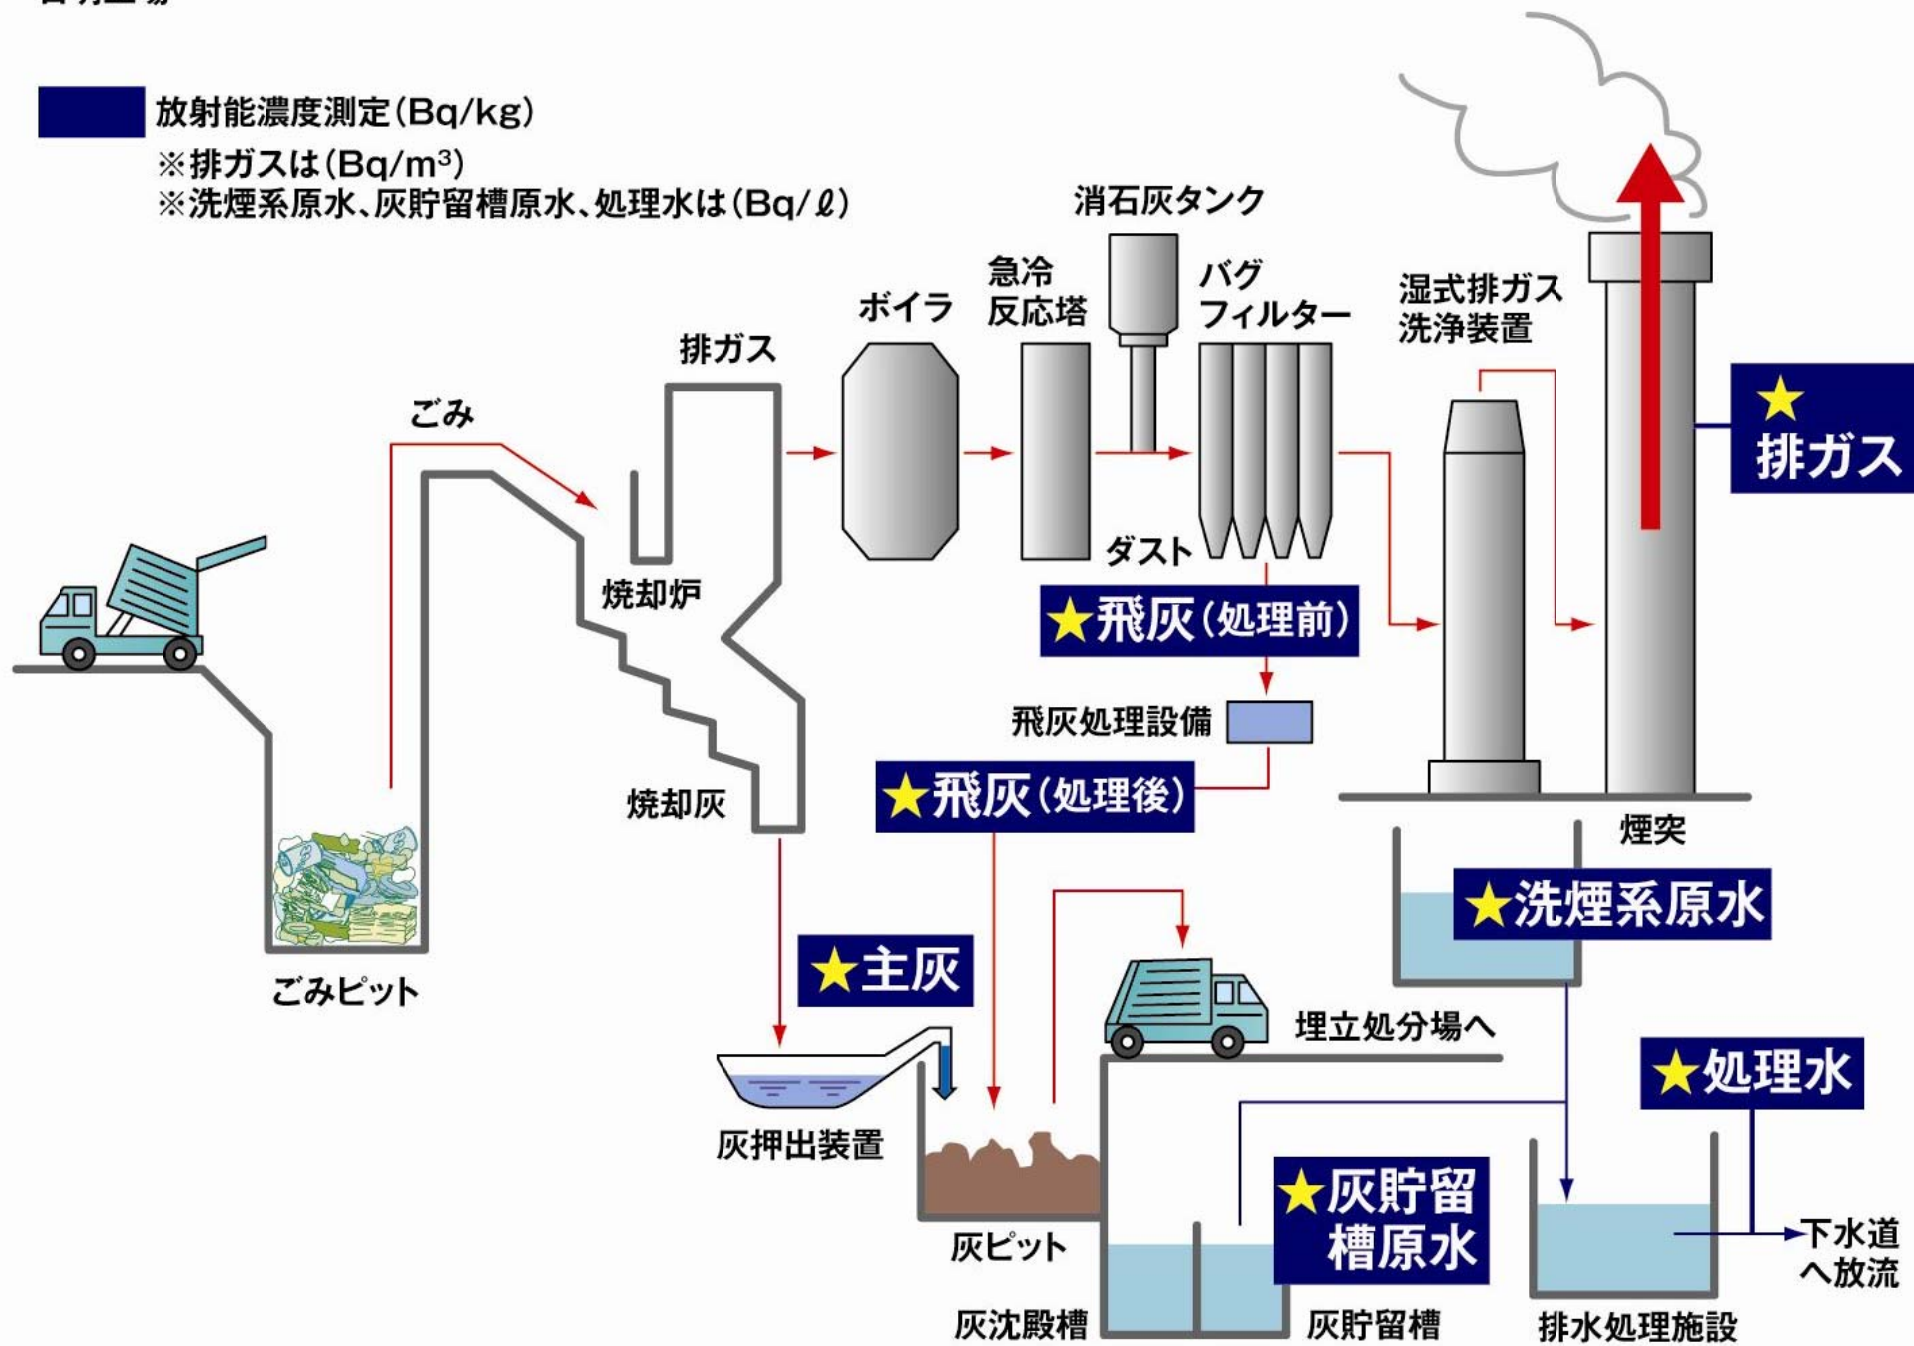 放射能濃度測定(Bq/kg)
※排ガスは(Bq/m³)
※洗煙系原水、灰貯留槽原水、処理水は(Bq/ℓ)
消石灰タンク
急冷
反応塔
バグ
フィルター
ボイラ
湿式排ガス
洗浄装置
排ガス
ごみ
★
排ガス
ダスト
焼却炉
★飛灰(処理前)
飛灰処理設備
★飛灰(処理後)
焼却灰
煙突
★洗煙系原水
★主灰
ごみピット
埋立処分場へ
★処理水
灰押出装置
★灰貯留
槽原水
灰ピット
下水道
へ放流
灰沈殿槽
灰貯留槽
排水処理施設